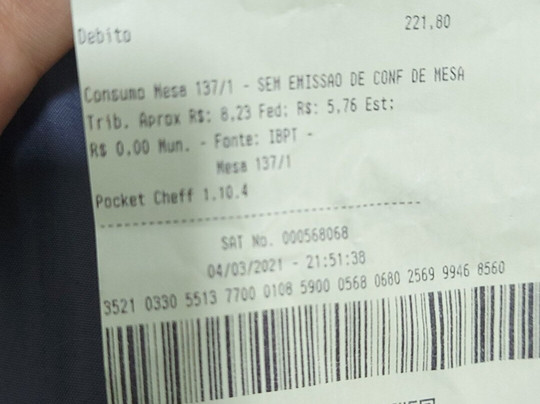 Debito 221,80
Consumo Mesa 137/1 - SEM EMISSAO DE CONF DE MESA
Trib. Aprox R$: 8,23 Fed: R$: 5,76 Est:
R$ 0,00 Mun. - Fonte: IBPT -
Mesa 137/1
Pocket Cheff 1.10.4
SAT No. 000568068
04/03/2021 - 21:51:38
3521 0330 5513 7700 0108 5900 0568 0680 2569 9946 8560